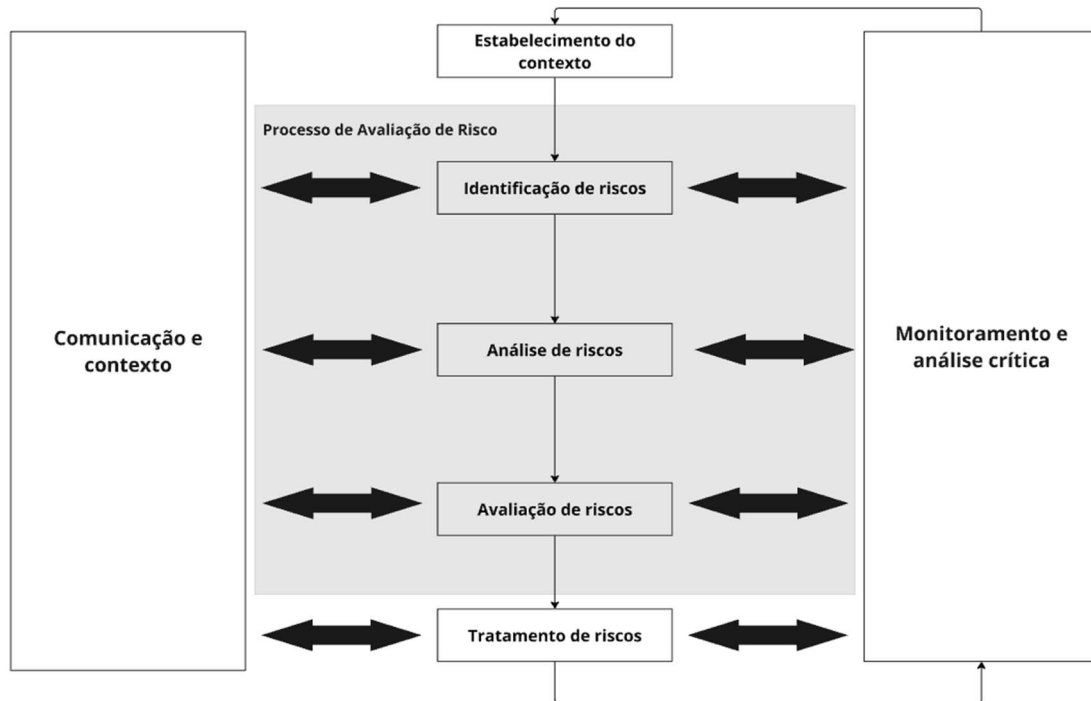 Estabelecimento do
contexto
Processo de Avaliação de Risco
Identificação de riscos
Comunicação e
contexto
Análise de riscos
Monitoramento e
análise crítica
Avaliação de riscos
Tratamento de riscos